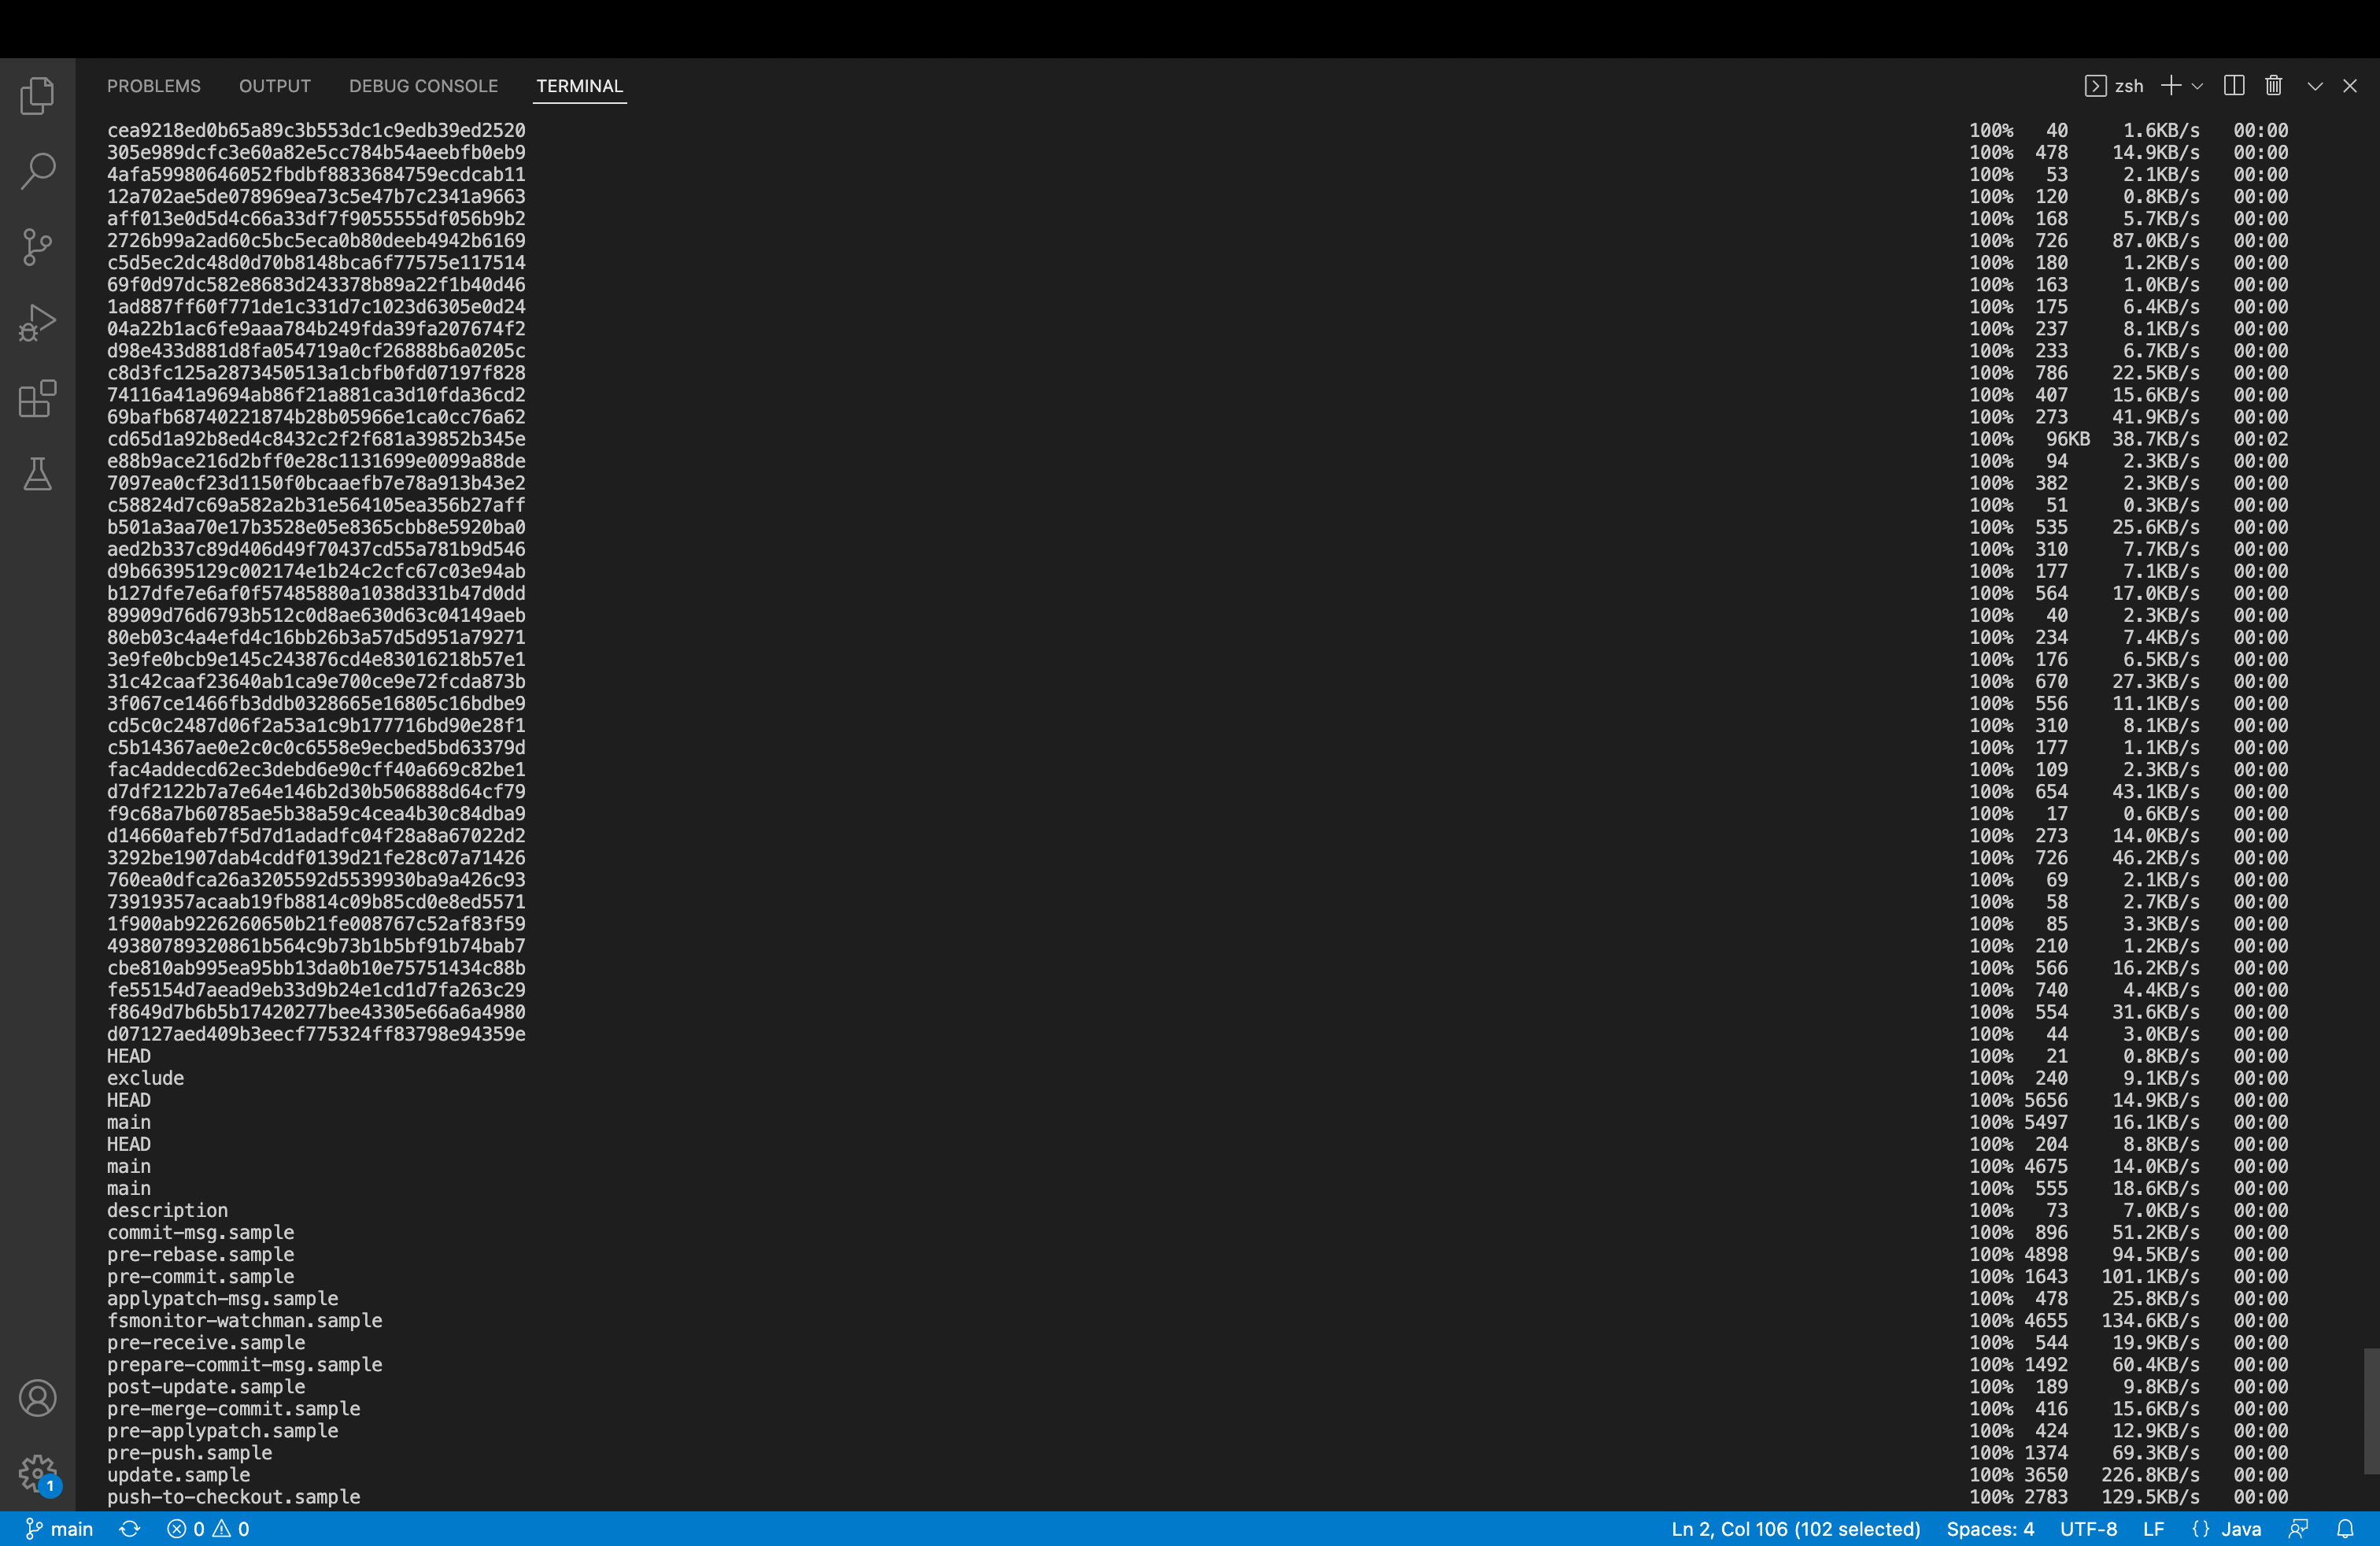 PROBLEMS OUTPUT DEBUG CONSOLE TERMINAL zsh
cea9218ed0b65a89c3b553dc1c9edb39ed2520 100% 40 1.6KB/s 00:00
305e989dcfc3e60a82e5cc784b54aeebfb0eb9 100% 478 14.9KB/s 00:00
4afa59980646052fbdbf8833684759ecdcab11 100% 53 2.1KB/s 00:00
12a702ae5de078969ea73c5e47b7c2341a9663 100% 120 0.8KB/s 00:00
aff013e0d5d4c66a33df7f9055555df056b9b2 100% 168 5.7KB/s 00:00
2726b99a2ad60c5bc5eca0b80deeb4942b6169 100% 726 87.0KB/s 00:00
c5d5ec2dc48d0d70b8148bca6f77575e117514 100% 180 1.2KB/s 00:00
69f0d97dc582e8683d243378b89a22f1b40d46 100% 163 1.0KB/s 00:00
1ad887ff60f771de1c331d7c1023d6305e0d24 100% 175 6.4KB/s 00:00
04a22b1ac6fe9aaa784b249fda39fa207674f2 100% 237 8.1KB/s 00:00
d98e433d881d8fa054719a0cf26888b6a0205c 100% 233 6.7KB/s 00:00
c8d3fc125a2873450513a1cbfb0fd07197f828 100% 786 22.5KB/s 00:00
74116a41a9694ab86f21a881ca3d10fda36cd2 100% 407 15.6KB/s 00:00
69bafb68740221874b28b05966e1ca0cc76a62 100% 273 41.9KB/s 00:00
cd65d1a92b8ed4c8432c2f2f681a39852b345e 100% 96KB 38.7KB/s 00:02
e88b9ace216d2bff0e28c1131699e0099a88de 100% 94 2.3KB/s 00:00
7097ea0cf23d1150f0bcaaefb7e78a913b43e2 100% 382 2.3KB/s 00:00
c58824d7c69a582a2b31e564105ea356b27aff 100% 51 0.3KB/s 00:00
b501a3aa70e17b3528e05e8365cbb8e5920ba0 100% 535 25.6KB/s 00:00
aed2b337c89d406d49f70437cd55a781b9d546 100% 310 7.7KB/s 00:00
d9b66395129c002174e1b24c2cfc67c03e94ab 100% 177 7.1KB/s 00:00
b127dfe7e6af0f57485880a1038d331b47d0dd 100% 564 17.0KB/s 00:00
89909d76d6793b512c0d8ae630d63c04149aeb 100% 40 2.3KB/s 00:00
80eb03c4a4efd4c16bb26b3a57d5d951a79271 100% 234 7.4KB/s 00:00
3e9fe0bcb9e145c243876cd4e83016218b57e1 100% 176 6.5KB/s 00:00
31c42caaf23640ab1ca9e700ce9e72fcda873b 100% 670 27.3KB/s 00:00
3f067ce1466fb3ddb0328665e16805c16bdbe9 100% 556 11.1KB/s 00:00
cd5c0c2487d06f2a53a1c9b177716bd90e28f1 100% 310 8.1KB/s 00:00
c5b14367ae0e2c0c0c6558e9ecbed5bd63379d 100% 177 1.1KB/s 00:00
fac4addecd62ec3debd6e90cff40a669c82be1 100% 109 2.3KB/s 00:00
d7df2122b7a7e64e146b2d30b506888d64cf79 100% 654 43.1KB/s 00:00
f9c68a7b60785ae5b38a59c4cea4b30c84dba9 100% 17 0.6KB/s 00:00
d14660afeb7f5d7d1adadfc04f28a8a67022d2 100% 273 14.0KB/s 00:00
3292be1907dab4cddf0139d21fe28c07a71426 100% 726 46.2KB/s 00:00
760ea0dfca26a3205592d5539930ba9a426c93 100% 69 2.1KB/s 00:00
73919357acaab19fb8814c09b85cd0e8ed5571 100% 58 2.7KB/s 00:00
1f900ab9226260650b21fe008767c52af83f59 100% 85 3.3KB/s 00:00
49380789320861b564c9b73b1b5bf91b74bab7 100% 210 1.2KB/s 00:00
cbe810ab995ea95bb13da0b10e75751434c88b 100% 566 16.2KB/s 00:00
fe55154d7aead9eb33d9b24e1cd1d7fa263c29 100% 740 4.4KB/s 00:00
f8649d7b6b5b17420277bee43305e66a6a4980 100% 554 31.6KB/s 00:00
d07127aed409b3eecf775324ff83798e94359e 100% 44 3.0KB/s 00:00
HEAD 100% 21 0.8KB/s 00:00
exclude 100% 240 9.1KB/s 00:00
HEAD 100% 5656 14.9KB/s 00:00
main 100% 5497 16.1KB/s 00:00
HEAD 100% 204 8.8KB/s 00:00
main 100% 4675 14.0KB/s 00:00
main 100% 555 18.6KB/s 00:00
description 100% 73 7.0KB/s 00:00
commit-msg.sample 100% 896 51.2KB/s 00:00
pre-rebase.sample 100% 4898 94.5KB/s 00:00
pre-commit.sample 100% 1643 101.1KB/s 00:00
applypatch-msg.sample 100% 478 25.8KB/s 00:00
fsmonitor-watchman.sample 100% 4655 134.6KB/s 00:00
pre-receive.sample 100% 544 19.9KB/s 00:00
prepare-commit-msg.sample 100% 1492 60.4KB/s 00:00
post-update.sample 100% 189 9.8KB/s 00:00
pre-merge-commit.sample 100% 416 15.6KB/s 00:00
pre-applypatch.sample 100% 424 12.9KB/s 00:00
pre-push.sample 100% 1374 69.3KB/s 00:00
update.sample 100% 3650 226.8KB/s 00:00
push-to-checkout.sample 100% 2783 129.5KB/s 00:00
1
main 0 0 Ln 2, Col 106 (102 selected) Spaces: 4 UTF-8 LF {} Java